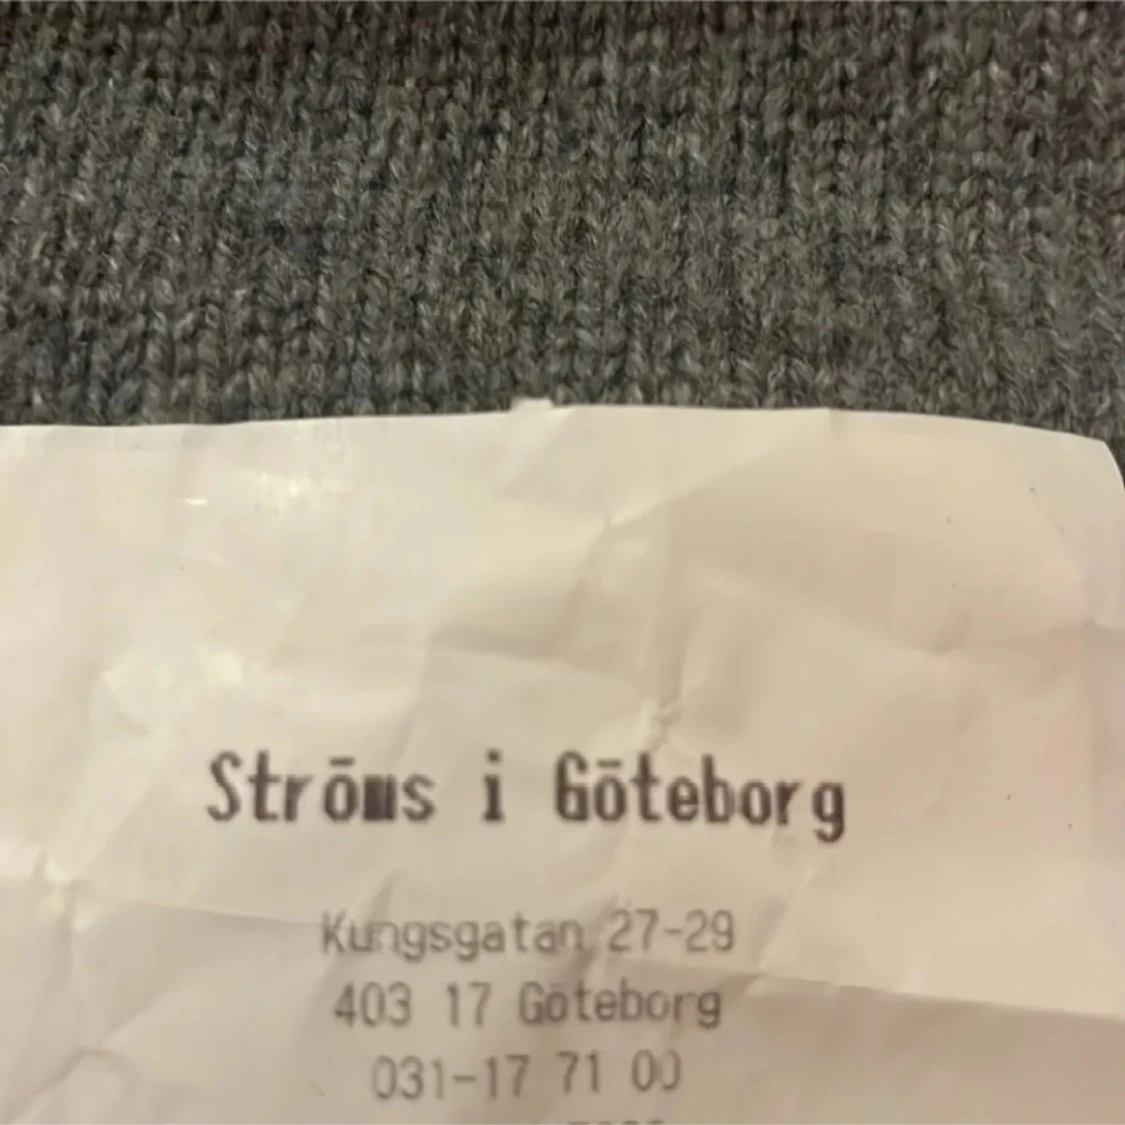 Ströms i Göteborg
Kungsgatan 27-29
403 17 Göteborg
031-17 71 00